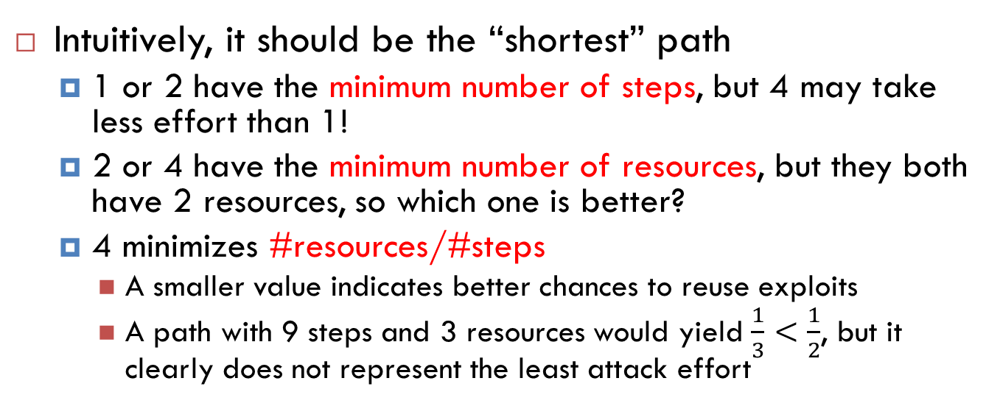 Intuitively, it should be the “shortest” path
1 or 2 have the minimum number of steps, but 4 may take
less effort than 1!
2 or 4 have the minimum number of resources, but they both
have 2 resources, so which one is better?
4 minimizes #resources/#steps
A smaller value indicates better chances to reuse exploits
A path with 9 steps and 3 resources would yield 1/3 < 1/2, but it
clearly does not represent the least attack effort